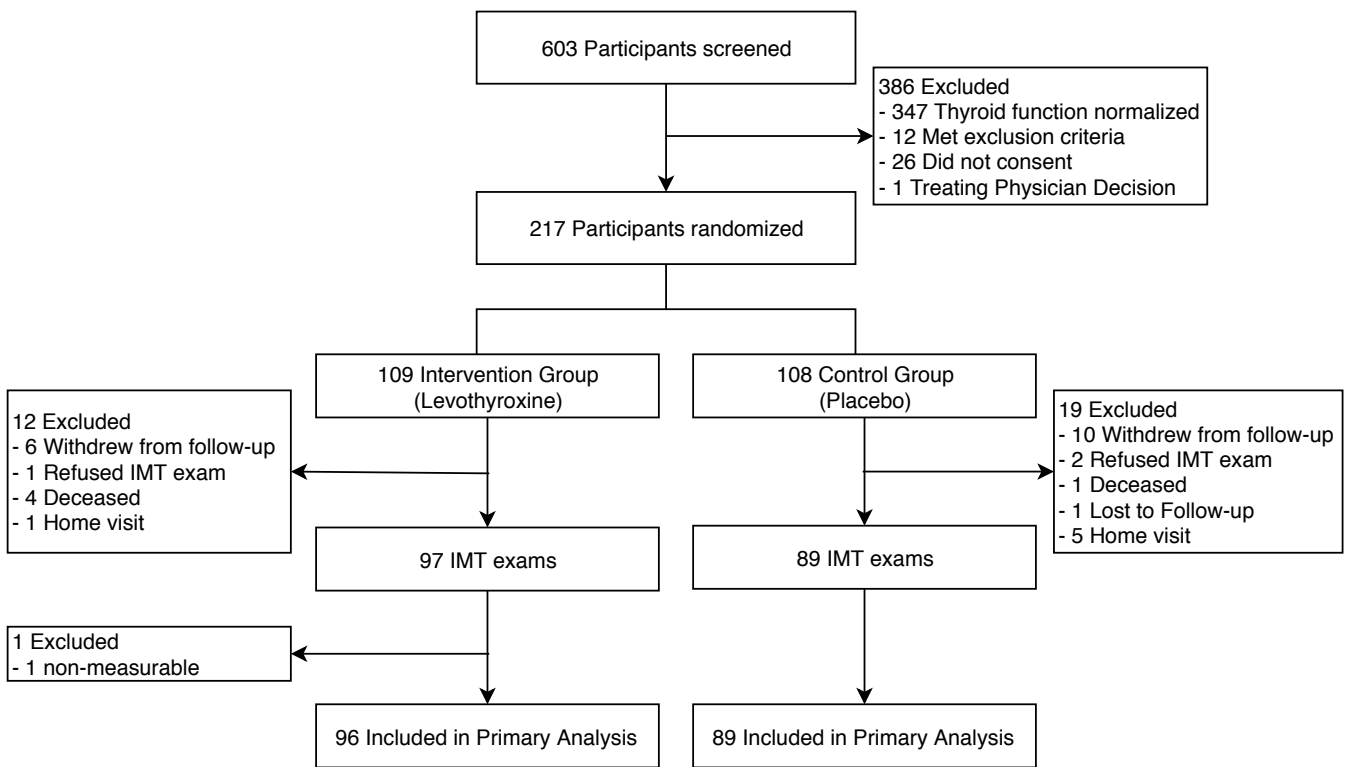 603 Participants screened
386 Excluded
- 347 Thyroid function normalized
- 12 Met exclusion criteria
- 26 Did not consent
- 1 Treating Physician Decision
217 Participants randomized
109 Intervention Group
(Levothyroxine)
108 Control Group
(Placebo)
12 Excluded
- 6 Withdrew from follow-up
- 1 Refused IMT exam
- 4 Deceased
- 1 Home visit
19 Excluded
- 10 Withdrew from follow-up
- 2 Refused IMT exam
- 1 Deceased
- 1 Lost to Follow-up
- 5 Home visit
97 IMT exams
89 IMT exams
1 Excluded
- 1 non-measurable
96 Included in Primary Analysis
89 Included in Primary Analysis